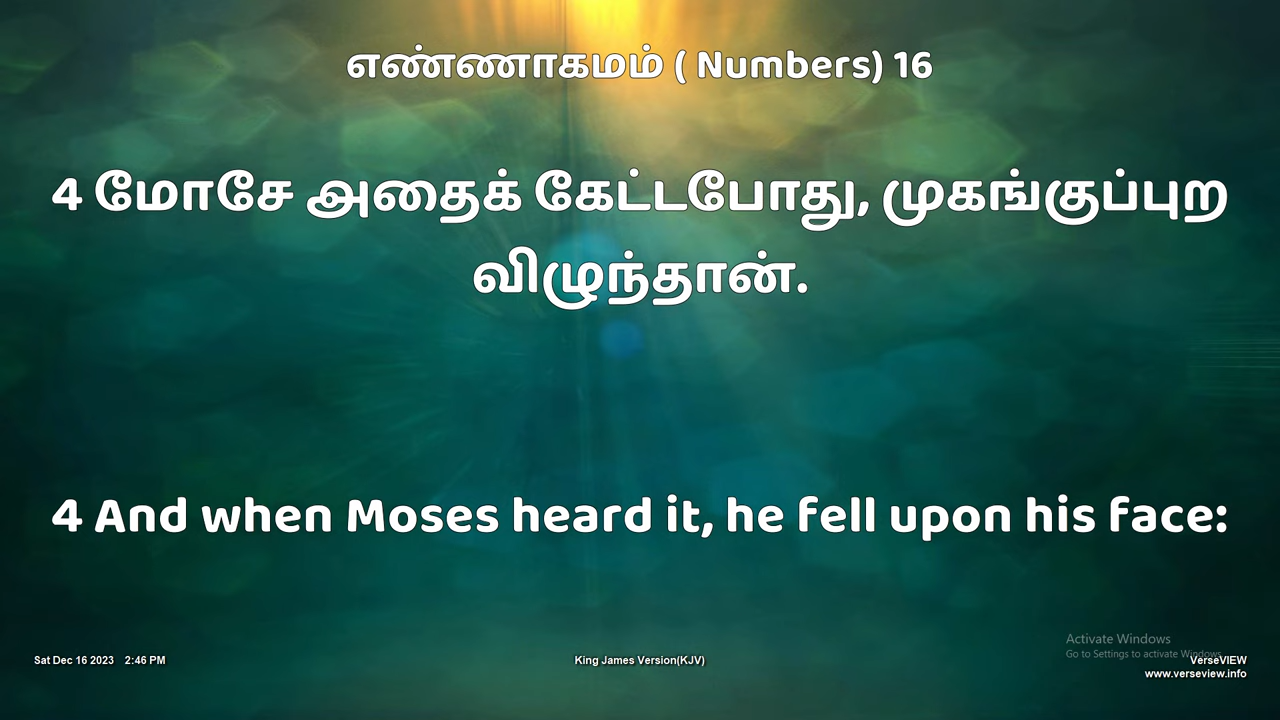 எண்ணாகமம் ( Numbers) 16
4 மோசே அதைக் கேட்டபோது, முகங்குப்புற
விழுந்தான்.
4 And when Moses heard it, he fell upon his face:
Activate Windows
Go to Settings to activate Windows.
Sat Dec 16 2023 2:46 PM
King James Version(KJV)
VerseVIEW
www.verseview.info